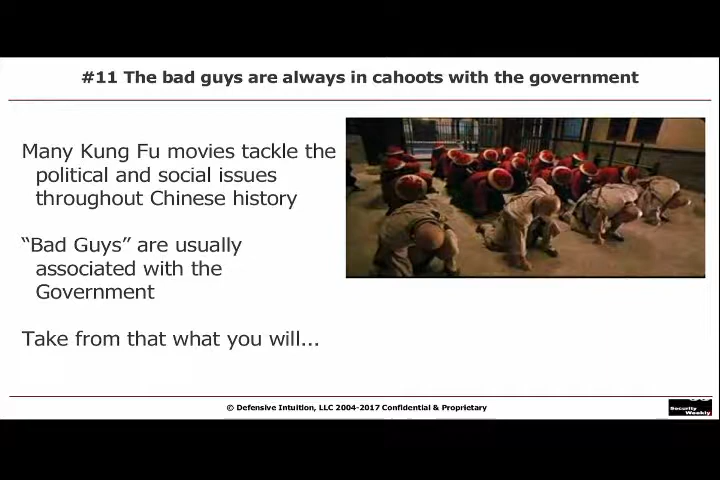 #11 The bad guys are always in cahoots with the government
Many Kung Fu movies tackle the
political and social issues
throughout Chinese history
“Bad Guys” are usually
associated with the
Government
Take from that what you will...
© Defensive Intuition, LLC 2004-2017 Confidential & Proprietary
Security
Weekly